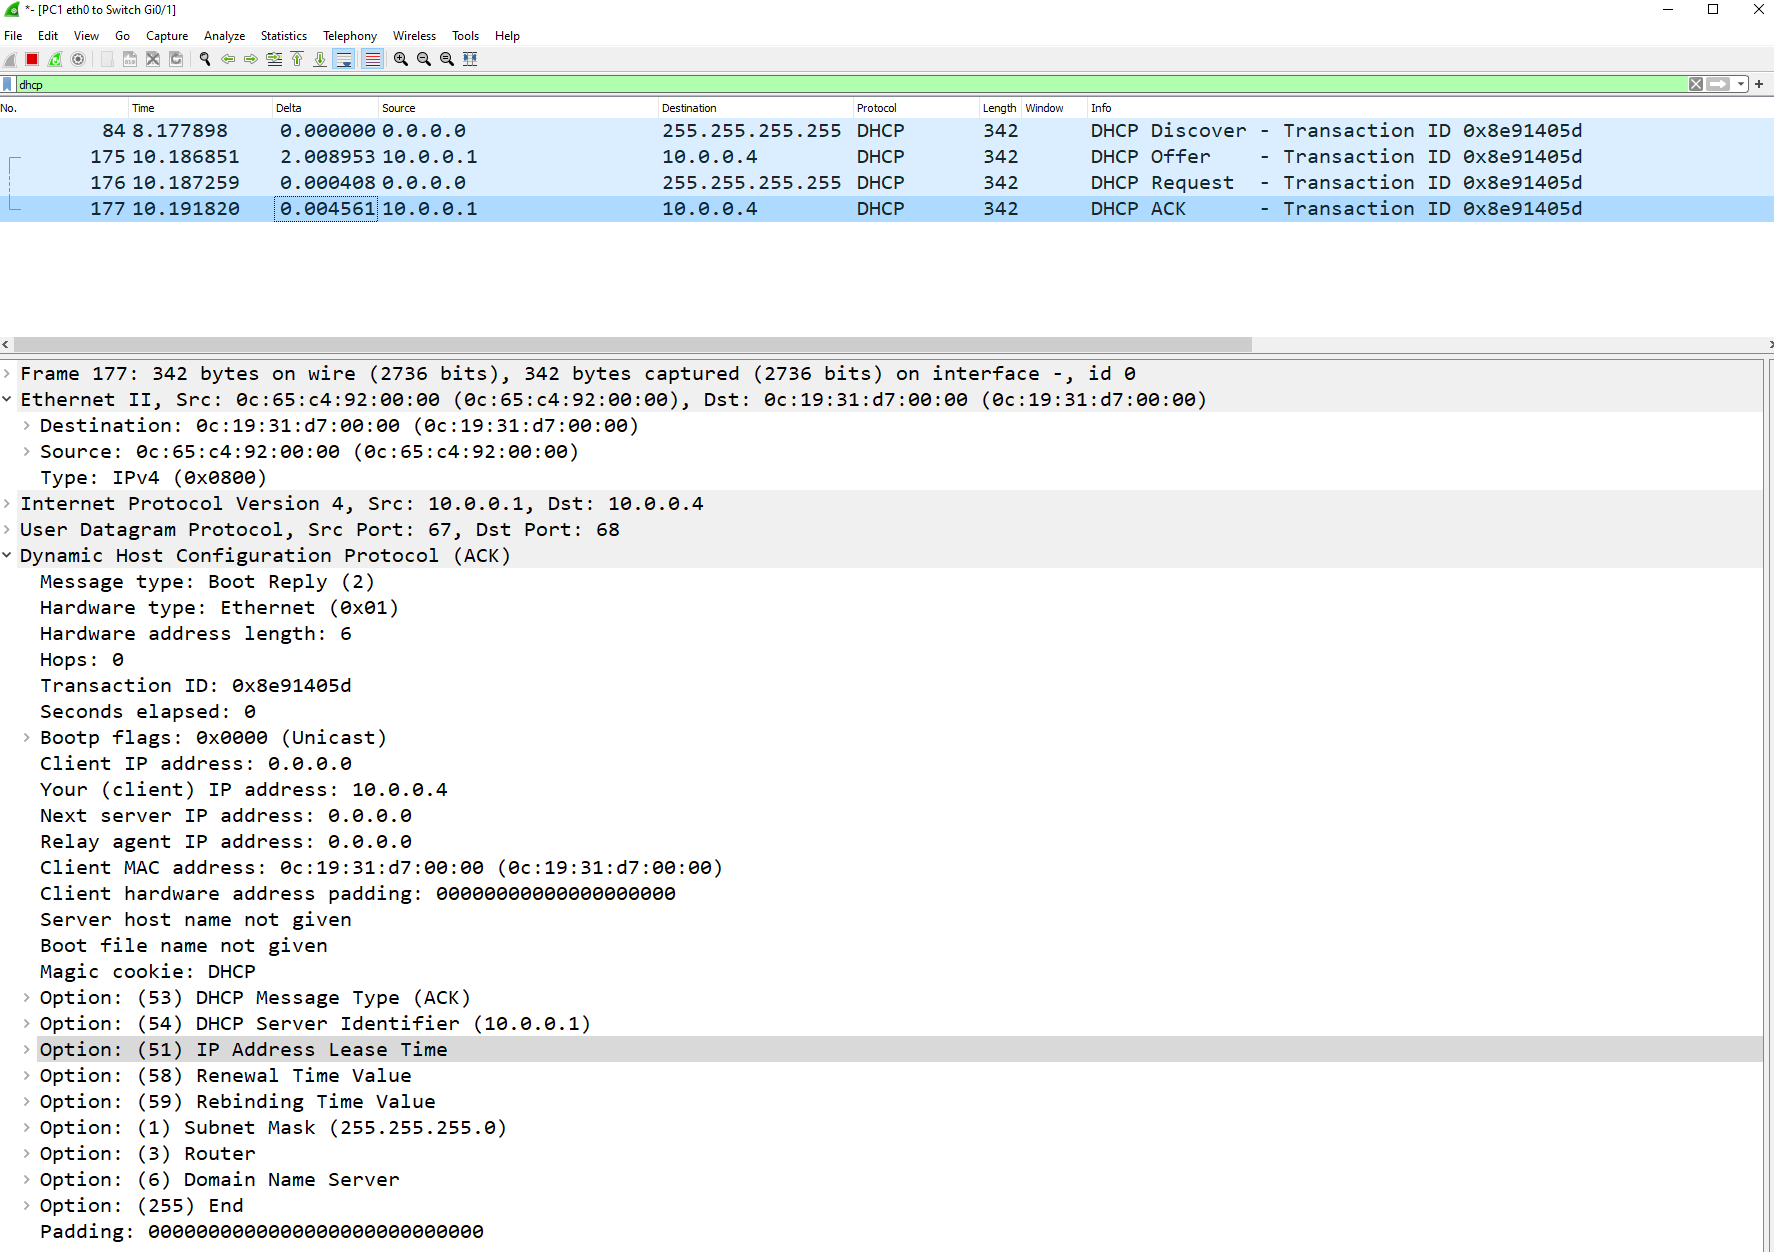 *- [PC1 eth0 to Switch Gi0/1]
File Edit View Go Capture Analyze Statistics Telephony Wireless Tools Help
dhcp
No. Time Delta Source Destination Protocol Length Window Info
84 8.177898 0.000000 0.0.0.0 255.255.255.255 DHCP 342 DHCP Discover - Transaction ID 0x8e91405d
175 10.186851 2.008953 10.0.0.1 10.0.0.4 DHCP 342 DHCP Offer - Transaction ID 0x8e91405d
176 10.187259 0.000408 0.0.0.0 255.255.255.255 DHCP 342 DHCP Request - Transaction ID 0x8e91405d
177 10.191820 0.004561 10.0.0.1 10.0.0.4 DHCP 342 DHCP ACK - Transaction ID 0x8e91405d
Frame 177: 342 bytes on wire (2736 bits), 342 bytes captured (2736 bits) on interface -, id 0
Ethernet II, Src: 0c:65:c4:92:00:00 (0c:65:c4:92:00:00), Dst: 0c:19:31:d7:00:00 (0c:19:31:d7:00:00)
Destination: 0c:19:31:d7:00:00 (0c:19:31:d7:00:00)
Source: 0c:65:c4:92:00:00 (0c:65:c4:92:00:00)
Type: IPv4 (0x0800)
Internet Protocol Version 4, Src: 10.0.0.1, Dst: 10.0.0.4
User Datagram Protocol, Src Port: 67, Dst Port: 68
Dynamic Host Configuration Protocol (ACK)
Message type: Boot Reply (2)
Hardware type: Ethernet (0x01)
Hardware address length: 6
Hops: 0
Transaction ID: 0x8e91405d
Seconds elapsed: 0
Bootp flags: 0x0000 (Unicast)
Client IP address: 0.0.0.0
Your (client) IP address: 10.0.0.4
Next server IP address: 0.0.0.0
Relay agent IP address: 0.0.0.0
Client MAC address: 0c:19:31:d7:00:00 (0c:19:31:d7:00:00)
Client hardware address padding: 00000000000000000000
Server host name not given
Boot file name not given
Magic cookie: DHCP
Option: (53) DHCP Message Type (ACK)
Option: (54) DHCP Server Identifier (10.0.0.1)
Option: (51) IP Address Lease Time
Option: (58) Renewal Time Value
Option: (59) Rebinding Time Value
Option: (1) Subnet Mask (255.255.255.0)
Option: (3) Router
Option: (6) Domain Name Server
Option: (255) End
Padding: 0000000000000000000000000000